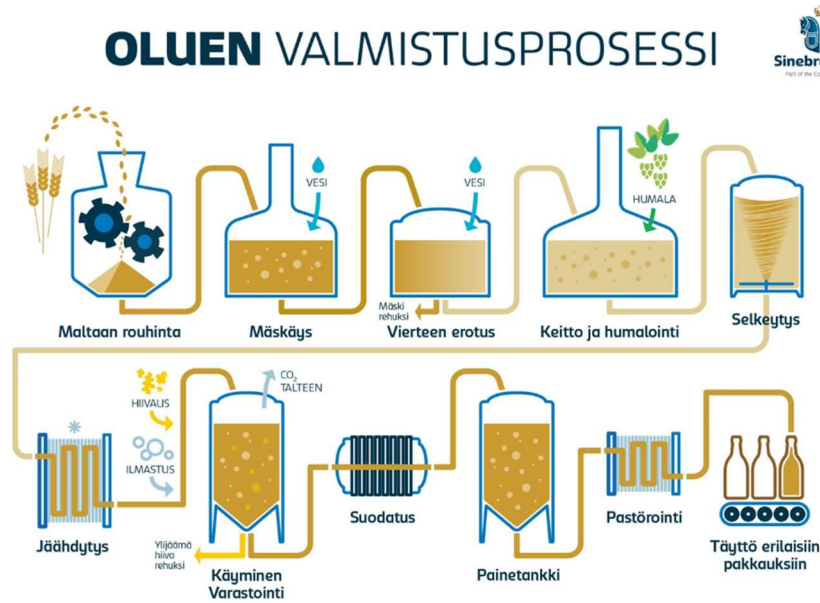 OLUEN VALMISTUSPROSESSI
VESI
VESI
HUMALA
Mäski
rehuksi
Maltaan rouhinta
Mäskäys
Vierteen erotus
Keitto ja humalointi
Selkeytys
HIIVAUS
ILMASTUS
CO₂
TALTEEN
Jäähdytys
Ylijäämä
hiiva
rehuksi
Käyminen
Varastointi
Suodatus
Painetankki
Pastörointi
Täyttö erilaisiin
pakkauksiin